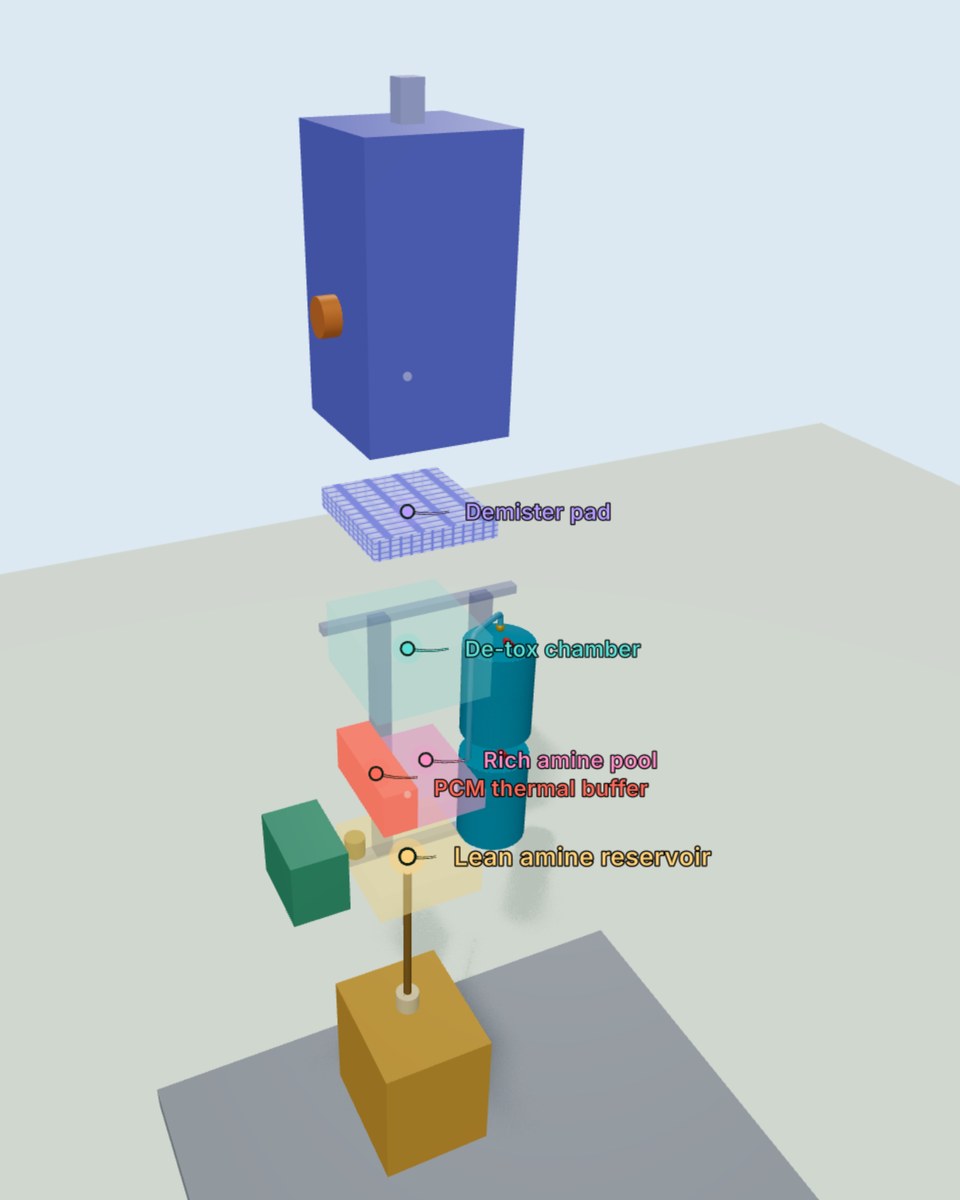 Demister pad
De-tox chamber
Rich amine pool
PCM thermal buffer
Lean amine reservoir